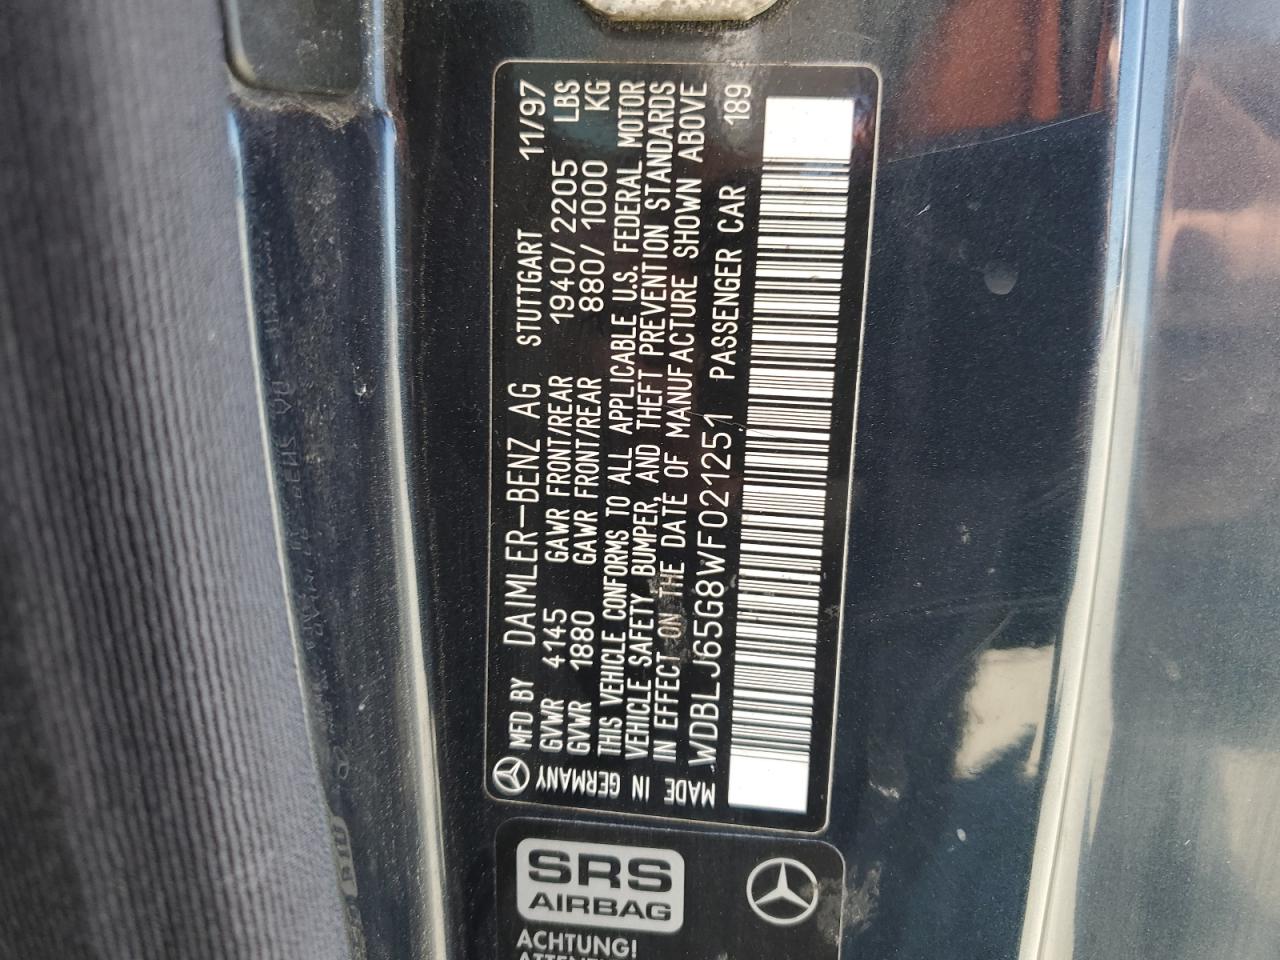 MFD BY DAIMLER-BENZ AG STUTTGART 11/97
GVWR 4145 GAWR FRONT/REAR 1940/2205 LBS
GVWR 1880 GAWR FRONT/REAR 880/1000 KG
THIS VEHICLE CONFORMS TO ALL APPLICABLE U.S. FEDERAL MOTOR
VEHICLE SAFETY, BUMPER, AND THEFT PREVENTION STANDARDS
IN EFFECT ON THE DATE OF MANUFACTURE SHOWN ABOVE
WDBLJ65G8WF021251 PASSENGER CAR 189
MADE IN GERMANY
SRS
AIRBAG
ACHTUNG!